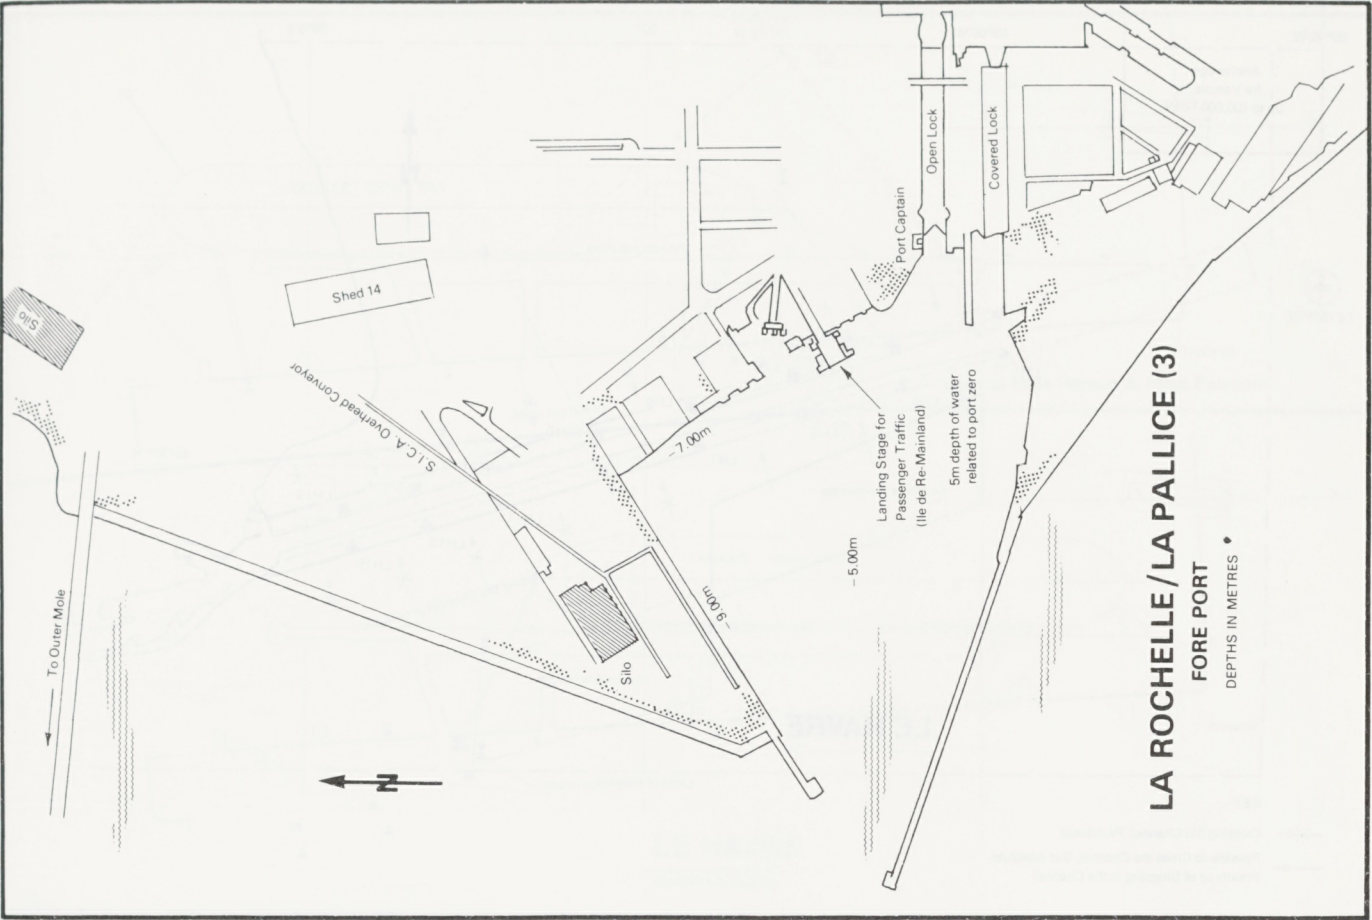 Silo
Shed 14
S.I.C.A. Overhead Conveyor
To Outer Mole
N
Silo
–9.00m
–7.00m
–5.00m
Port Captain
Open Lock
Covered Lock
Landing Stage for
Passenger Traffic
(Ile de Re-Mainland)
5m depth of water
related to port zero
LA ROCHELLE/LA PALLICE (3)
FORE PORT
DEPTHS IN METRES